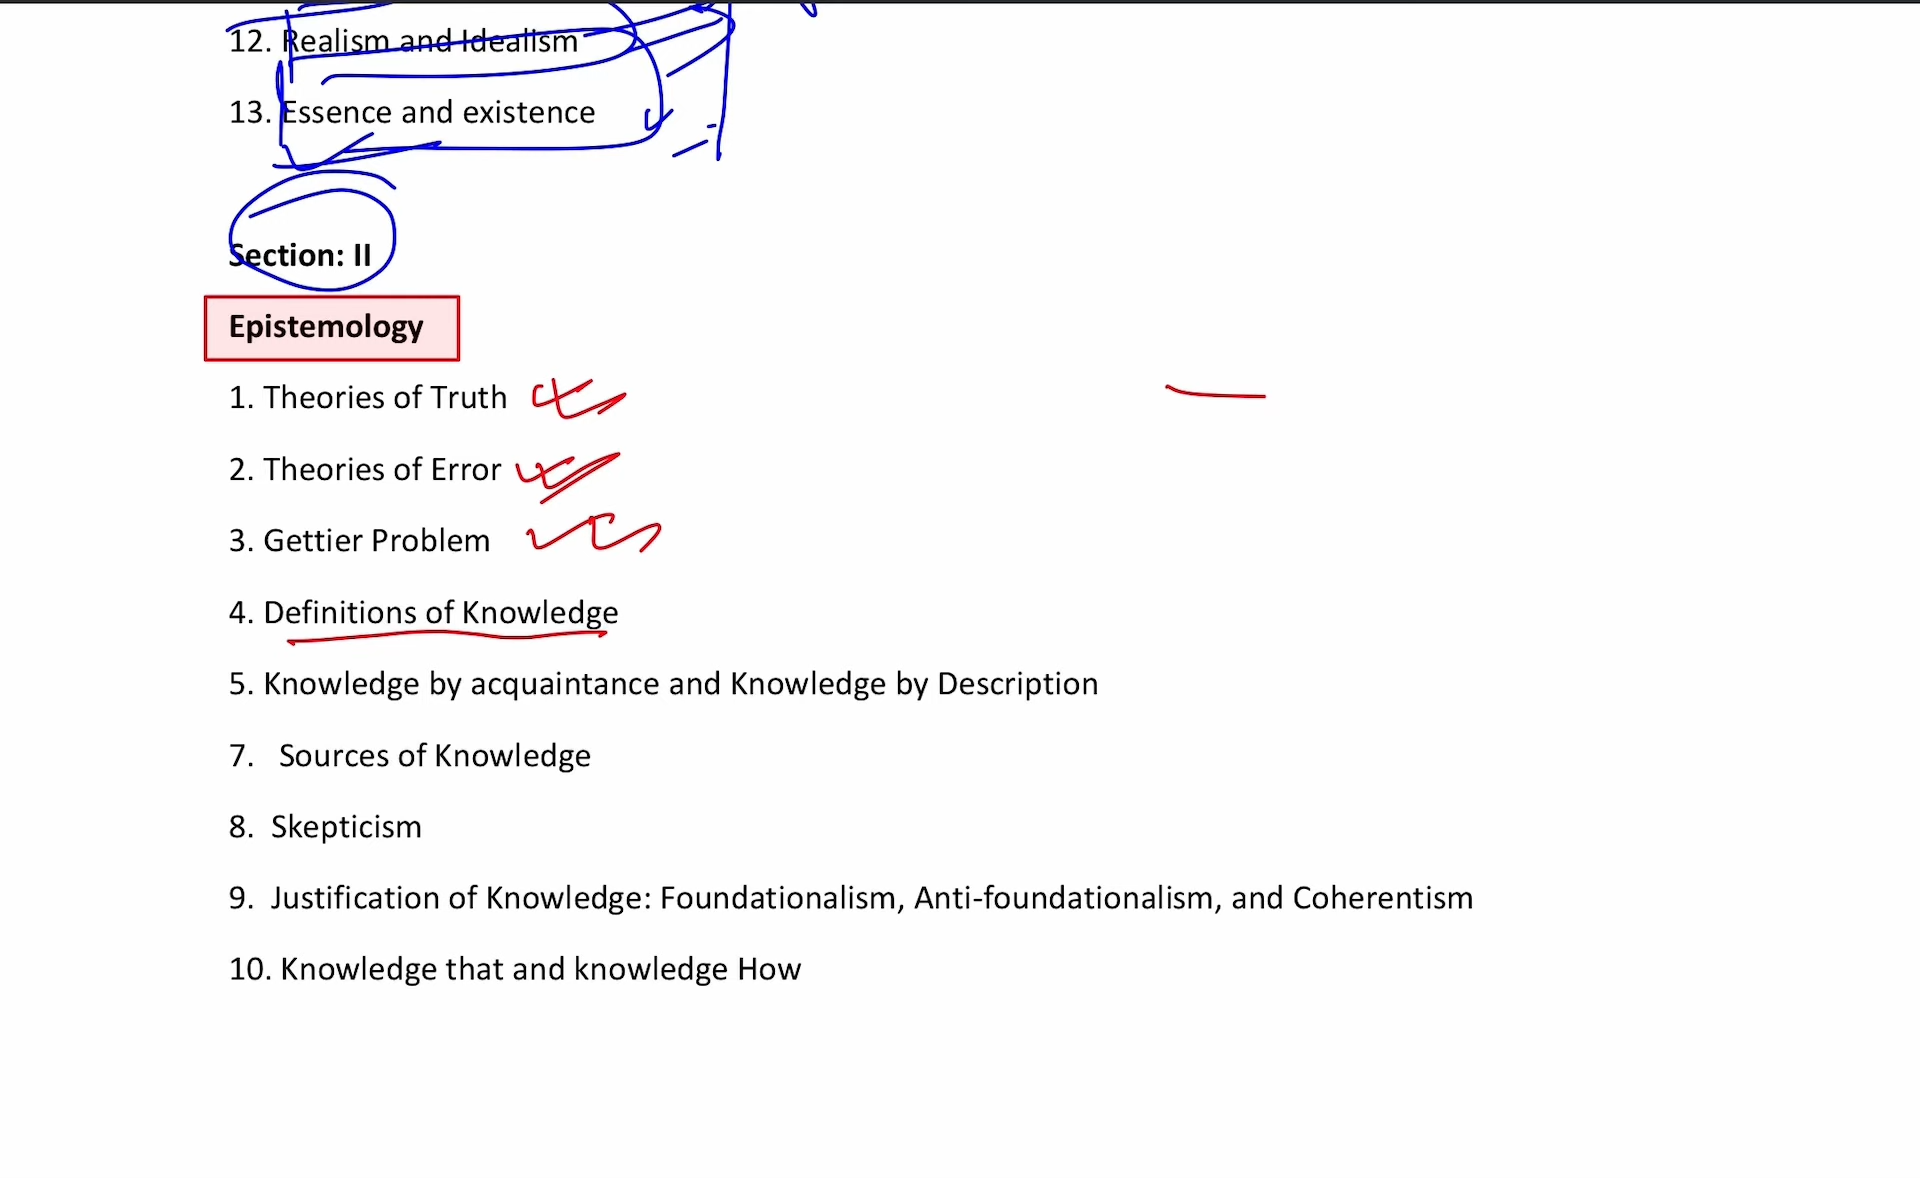 12. Realism and Idealism
13. Essence and existence
Section: II
Epistemology
1. Theories of Truth
2. Theories of Error
3. Gettier Problem
4. Definitions of Knowledge
5. Knowledge by acquaintance and Knowledge by Description
7. Sources of Knowledge
8. Skepticism
9. Justification of Knowledge: Foundationalism, Anti-foundationalism, and Coherentism
10. Knowledge that and knowledge How